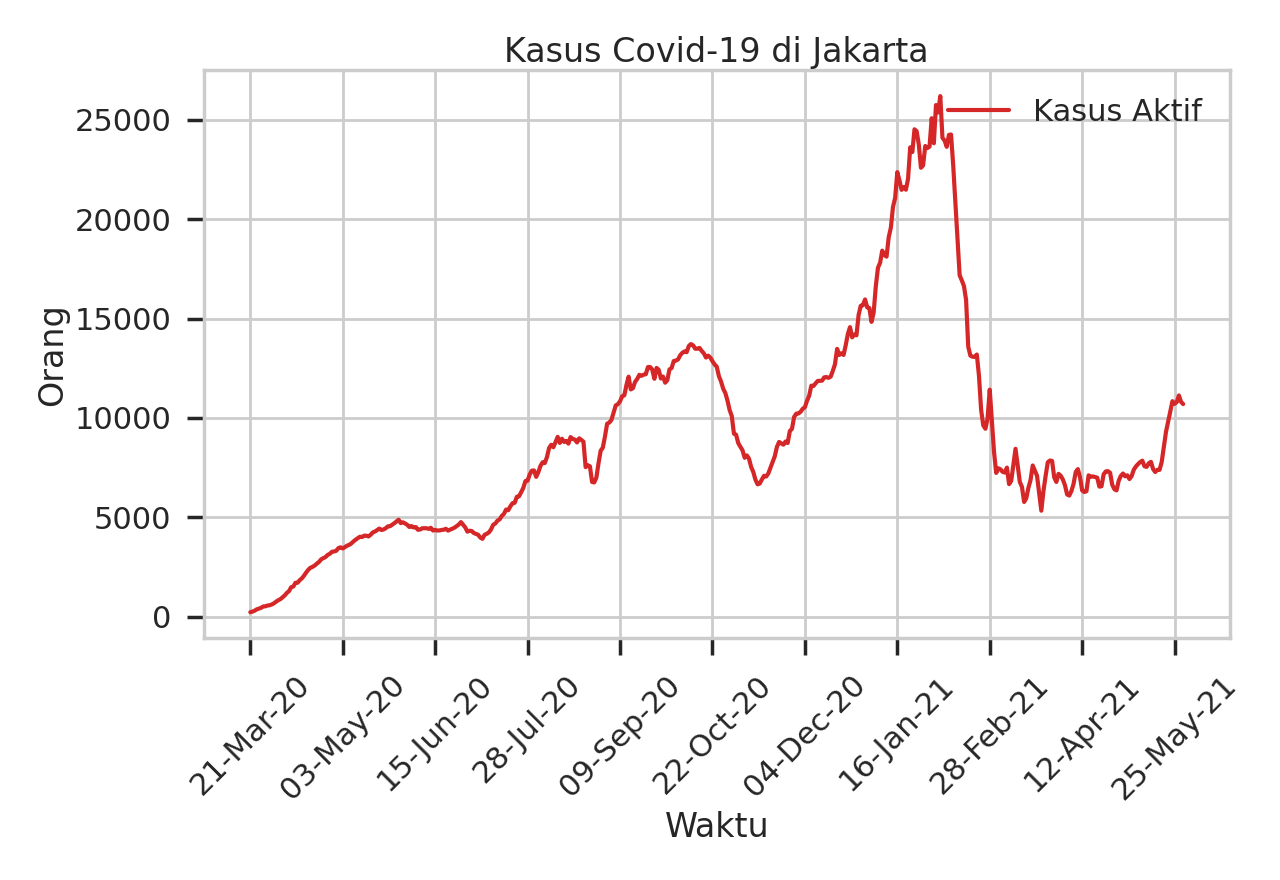 Kasus Covid-19 di Jakarta
Kasus Aktif
25000
20000
15000
10000
5000
0
Orang
21-Mar-20
03-May-20
15-Jun-20
28-Jul-20
09-Sep-20
22-Oct-20
04-Dec-20
16-Jan-21
28-Feb-21
12-Apr-21
25-May-21
Waktu